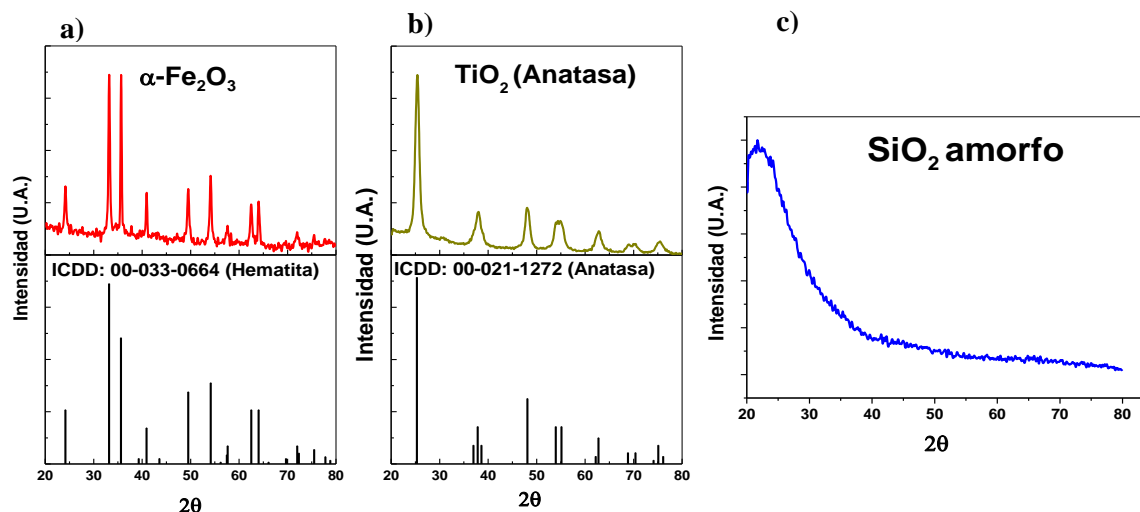 a)
α-Fe₂O₃
Intensidad (U.A.)
ICDD: 00-033-0664 (Hematita)
20 30 40 50 60 70 80
2θ
b)
TiO₂ (Anatasa)
Intensidad (U.A.)
ICDD: 00-021-1272 (Anatasa)
20 30 40 50 60 70 80
2θ
c)
SiO₂ amorfo
Intensidad (U.A.)
20 30 40 50 60 70 80
2θ